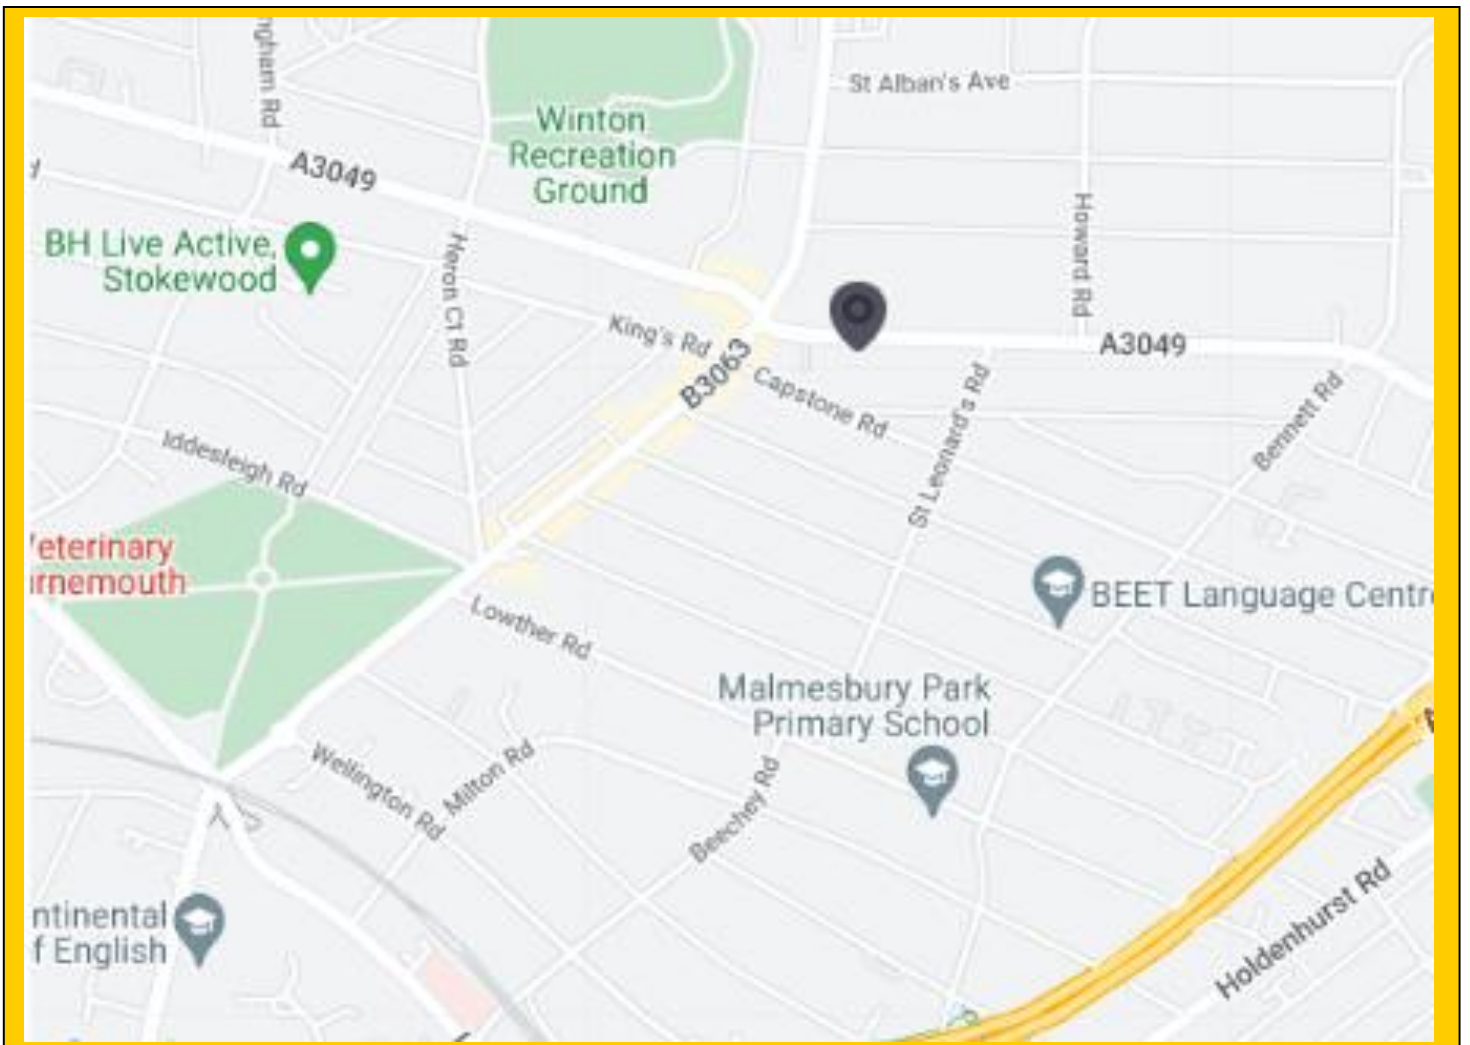 ngham Rd
St Alban's Ave
Winton
Recreation
Ground
A3049
Howard Rd
BH Live Active,
Stokewood
Heron Ct Rd
King's Rd
B3063
A3049
Capstone Rd
St Leonard's Rd
Bennett Rd
Iddesleigh Rd
eterinary
rnemouth
BEET Language Centr
Lowther Rd
Malmesbury Park
Primary School
Wellington Rd
Milton Rd
Beechey Rd
Holdenhurst Rd
ntinental
f English